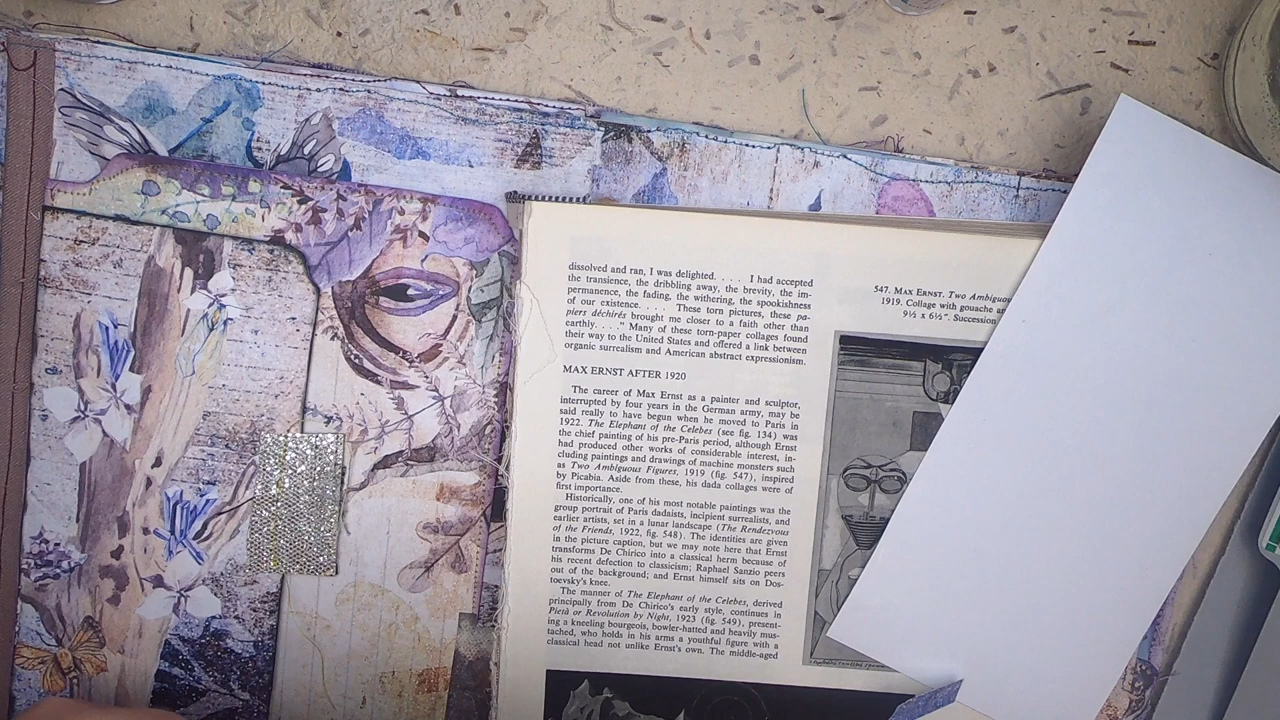 dissolved and ran, I was delighted. . . . I had accepted
the transience, the dribbling away, the brevity, the im-
permanence, the fading, the withering, the spookishness
of our existence. . . . These torn pictures, these pa-
piers déchirés brought me closer to a faith other than
earthly. . . ." Many of these torn-paper collages found
their way to the United States and offered a link between
organic surrealism and American abstract expressionism.
MAX ERNST AFTER 1920
The career of Max Ernst as a painter and sculptor,
interrupted by four years in the German army, may be
said really to have begun when he moved to Paris in
1922. The Elephant of the Celebes (see fig. 134) was
the chief painting of his pre-Paris period, although Ernst
had produced other works of considerable interest, in-
cluding paintings and drawings of machine monsters such
as Two Ambiguous Figures, 1919 (fig. 547), inspired
by Picabia. Aside from these, his dada collages were of
first importance.
Historically, one of his most notable paintings was the
group portrait of Paris dadaists, incipient surrealists, and
earlier artists, set in a lunar landscape (The Rendezvous
of the Friends, 1922, fig. 548). The identities are given
in the picture caption, but we may note here that Ernst
transforms De Chirico into a classical herm because of
his recent defection to classicism; Raphael Sanzio peers
out of the background; and Ernst himself sits on Dos-
toevsky's knee.
The manner of The Elephant of the Celebes, derived
principally from De Chirico's early style, continues in
Pietà or Revolution by Night, 1923 (fig. 549), present-
ing a kneeling bourgeois, bowler-hatted and heavily mus-
tached, who holds in his arms a youthful figure with a
classical head not unlike Ernst's own. The middle-aged
547. MAX ERNST. Two Ambiguou
1919. Collage with gouache an
9½ x 6½". Succession